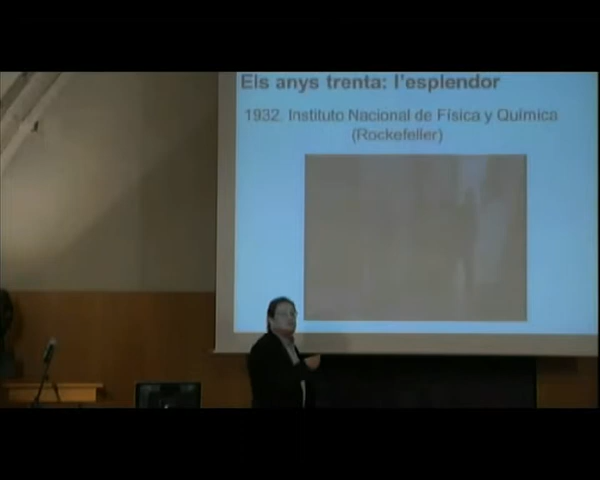 Els anys trenta: l'esplendor
1932. Instituto Nacional de Física y Química
(Rockefeller)